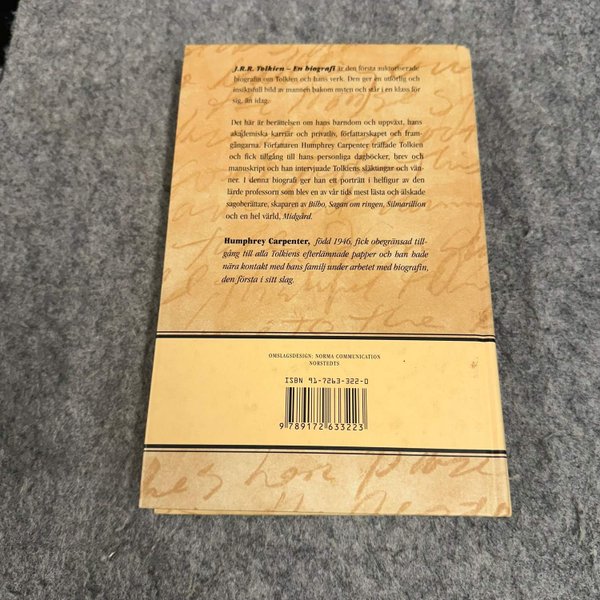 J.R.R. Tolkien – En biografi är den första auktoriserade
biografin om Tolkien och hans verk. Den ger en utförlig och
insiktsfull bild av mannen bakom myten och står i en klass för
sig, än idag.
Det här är berättelsen om hans barndom och uppväxt, hans
akademiska karriär och privatliv, författarskapet och fram-
gångarna. Författaren Humphrey Carpenter träffade Tolkien
och fick tillgång till hans personliga dagböcker, brev och
manuskript och han intervjuade Tolkiens släktingar och vän-
ner. I denna biografi ger han ett porträtt i helfigur av den
lärde professorn som blev en av vår tids mest lästa och älskade
sagoberättare, skaparen av Bilbo, Sagan om ringen, Silmarillion
och en hel värld, Midgård.
Humphrey Carpenter, född 1946, fick obegränsad till-
gång till alla Tolkiens efterlämnade papper och han hade
nära kontakt med hans familj under arbetet med biografin,
den första i sitt slag.
to the
OMSLAGSDESIGN: NORMA COMMUNICATION
NORSTEDTS
ISBN 91-7263-322-0
9 789172 633223